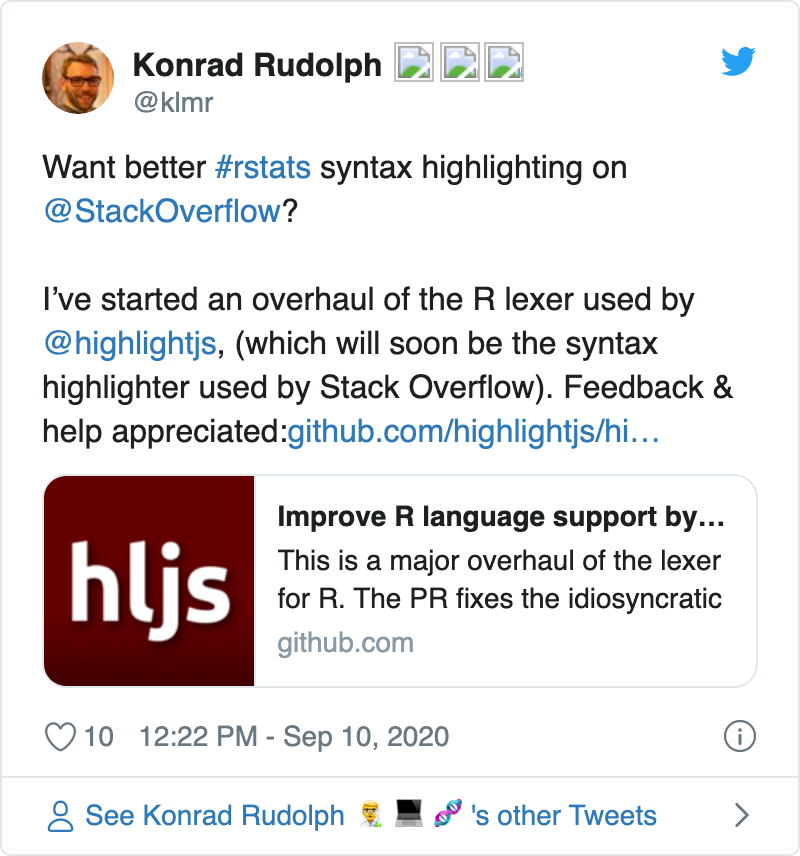 Konrad Rudolph
@klmr
Want better #rstats syntax highlighting on
@StackOverflow?
I’ve started an overhaul of the R lexer used by
@highlightjs, (which will soon be the syntax
highlighter used by Stack Overflow). Feedback &
help appreciated:github.com/highlightjs/hi…
hljs
Improve R language support by…
This is a major overhaul of the lexer
for R. The PR fixes the idiosyncratic
github.com
10 12:22 PM - Sep 10, 2020
See Konrad Rudolph 👨‍🔬 💻 🧬 's other Tweets